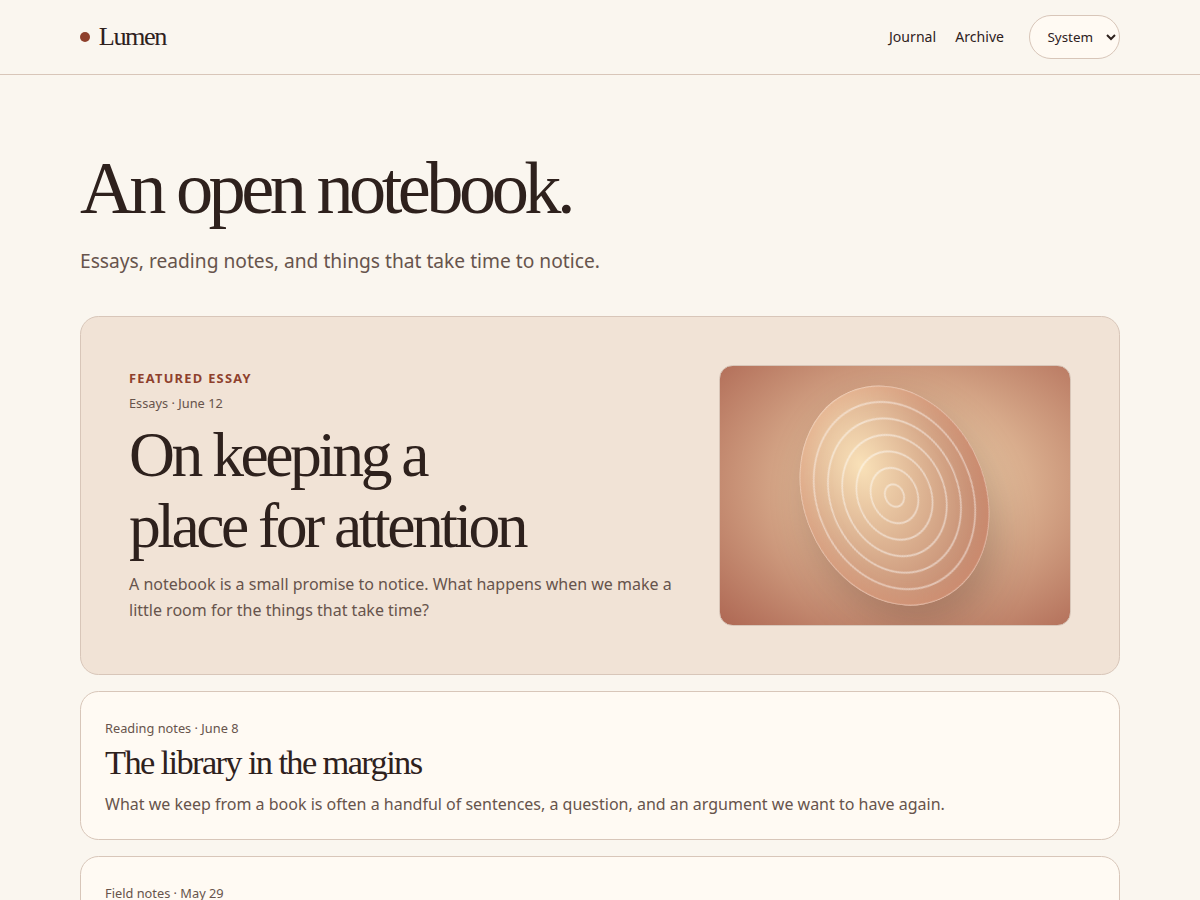 Lumen
Journal
Archive
System
An open notebook.
Essays, reading notes, and things that take time to notice.
FEATURED ESSAY
Essays · June 12
On keeping a
place for attention
A notebook is a small promise to notice. What happens when we make a
little room for the things that take time?
Reading notes · June 8
The library in the margins
What we keep from a book is often a handful of sentences, a question, and an argument we want to have again.
Field notes · May 29